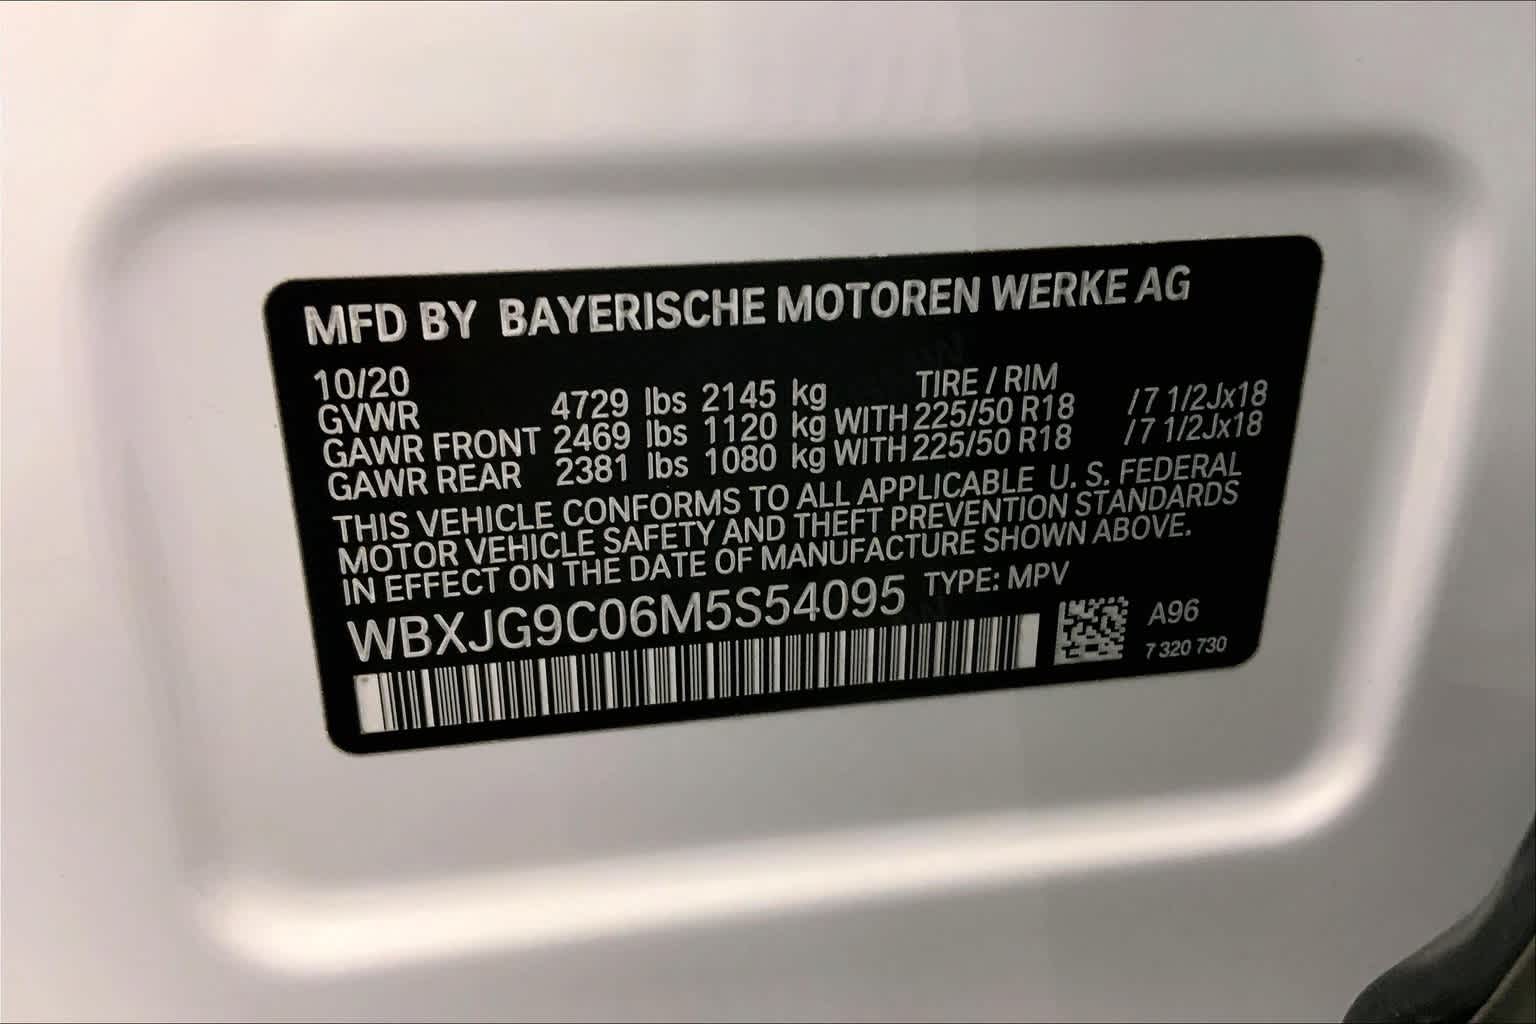 MFD BY BAYERISCHE MOTOREN WERKE AG
10/20 TIRE / RIM
GVWR 4729 lbs 2145 kg
GAWR FRONT 2469 lbs 1120 kg WITH 225/50 R18 / 7 1/2Jx18
GAWR REAR 2381 lbs 1080 kg WITH 225/50 R18 / 7 1/2Jx18
THIS VEHICLE CONFORMS TO ALL APPLICABLE U. S. FEDERAL
MOTOR VEHICLE SAFETY AND THEFT PREVENTION STANDARDS
IN EFFECT ON THE DATE OF MANUFACTURE SHOWN ABOVE.
WBXJG9C06M5S54095 TYPE: MPV
A96
7 320 730